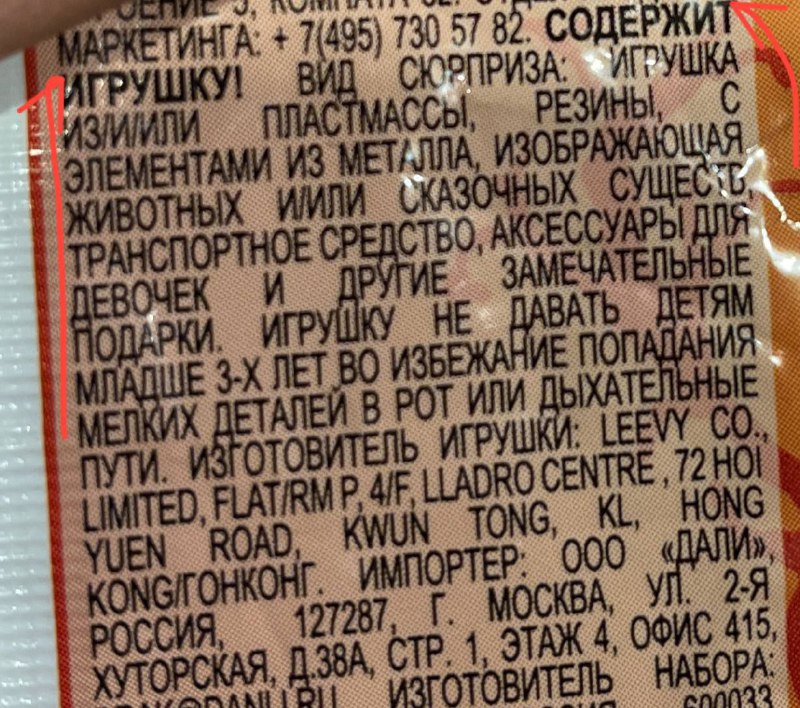 МАРКЕТИНГА: + 7(495) 730 57 82. СОДЕРЖИТ
ИГРУШКУ! ВИД СЮРПРИЗА: ИГРУШКА
ИЗ/И/ИЛИ ПЛАСТМАССЫ, РЕЗИНЫ, С
ЭЛЕМЕНТАМИ ИЗ МЕТАЛЛА, ИЗОБРАЖАЮЩАЯ
ЖИВОТНЫХ И/ИЛИ СКАЗОЧНЫХ СУЩЕСТВ,
ТРАНСПОРТНОЕ СРЕДСТВО, АКСЕССУАРЫ ДЛЯ
ДЕВОЧЕК И ДРУГИЕ ЗАМЕЧАТЕЛЬНЫЕ
ПОДАРКИ. ИГРУШКУ НЕ ДАВАТЬ ДЕТЯМ
МЛАДШЕ 3-Х ЛЕТ ВО ИЗБЕЖАНИЕ ПОПАДАНИЯ
МЕЛКИХ ДЕТАЛЕЙ В РОТ ИЛИ ДЫХАТЕЛЬНЫЕ
ПУТИ. ИЗГОТОВИТЕЛЬ ИГРУШКИ: LEEVY CO.,
LIMITED, FLAT/RM P, 4/F, LLADRO CENTRE , 72 HOI
YUEN ROAD, KWUN TONG, KL, HONG
KONG/ГОНКОНГ. ИМПОРТЕР: ООО «ДАЛИ»,
РОССИЯ, 127287, Г. МОСКВА, УЛ. 2-Я
ХУТОРСКАЯ, Д.38А, СТР. 1, ЭТАЖ 4, ОФИС 415,
ИЗГОТОВИТЕЛЬ НАБОРА:
600033